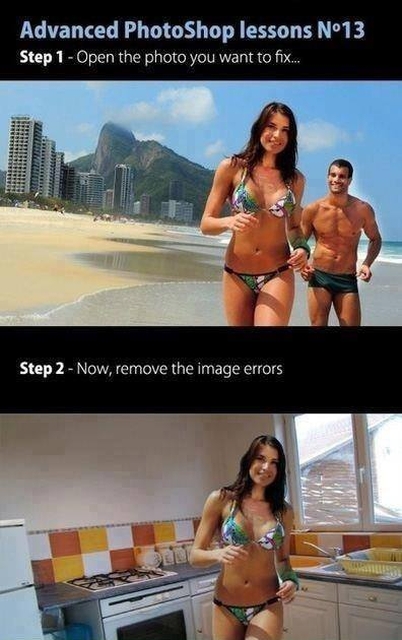 Advanced PhotoShop lessons Nº13
Step 1 - Open the photo you want to fix...
Step 2 - Now, remove the image errors